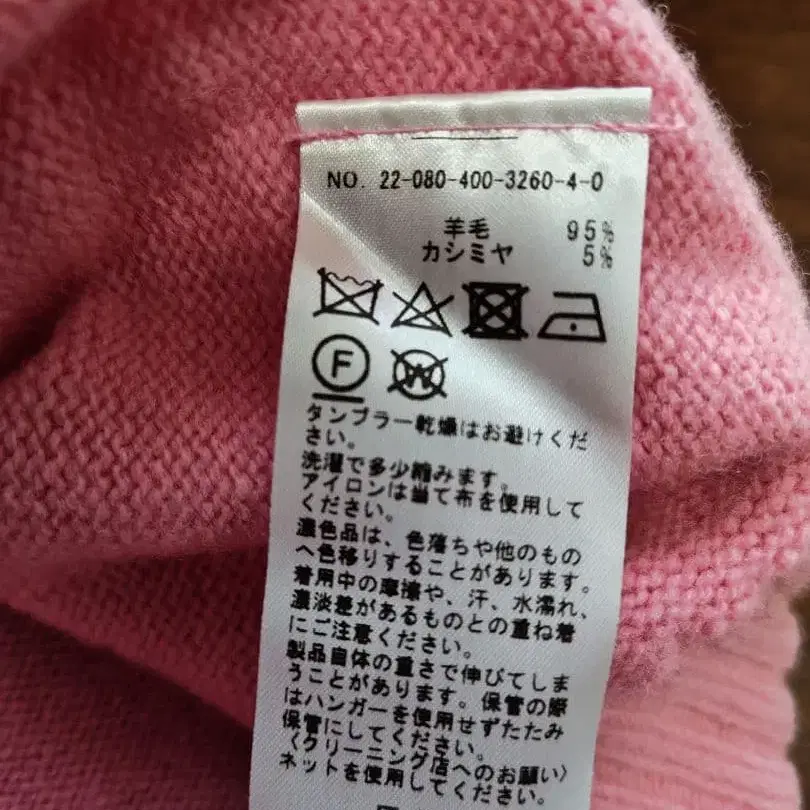 NO. 22-080-400-3260-4-0
羊毛 95%
カシミヤ 5%
F W
タンブラー乾燥はお避けくだ
さい。
洗濯で多少縮みます。
アイロンは当て布を使用して
ください。
濃色品は、色落ちや他のもの
へ色移りすることがあります。
着用中の摩擦や、汗、水濡れ、
濃淡差があるものとの重ね着
にご注意ください。
製品自体の重さで伸びてしま
うことがあります。保管の際
はハンガーを使用せずたたみ
保管にしてください。
〈クリーニング店へのお願い〉
ネットを使用してください。